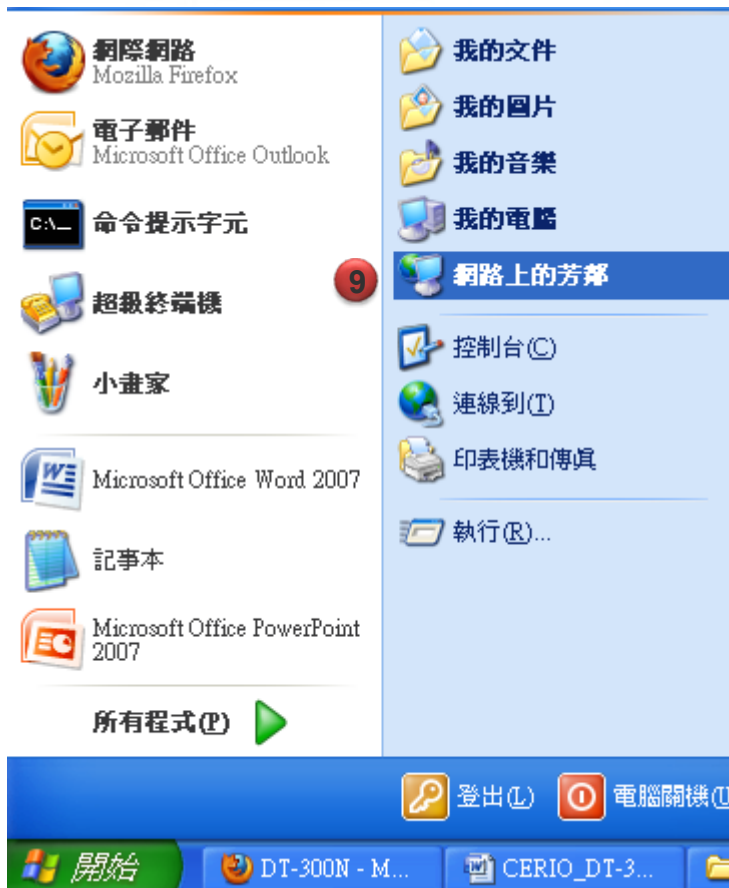 網際網路
Mozilla Firefox
電子郵件
Microsoft Office Outlook
C:\_
命令提示字元
超級終端機
小畫家
Microsoft Office Word 2007
記事本
Microsoft Office PowerPoint
2007
所有程式(P)
我的文件
我的圖片
我的音樂
我的電腦
9
網路上的芳鄰
控制台(C)
連線到(T)
印表機和傳真
執行(R)...
登出(L)
電腦關機(U
開始
DT-300N - M...
CERIO_DT-3...